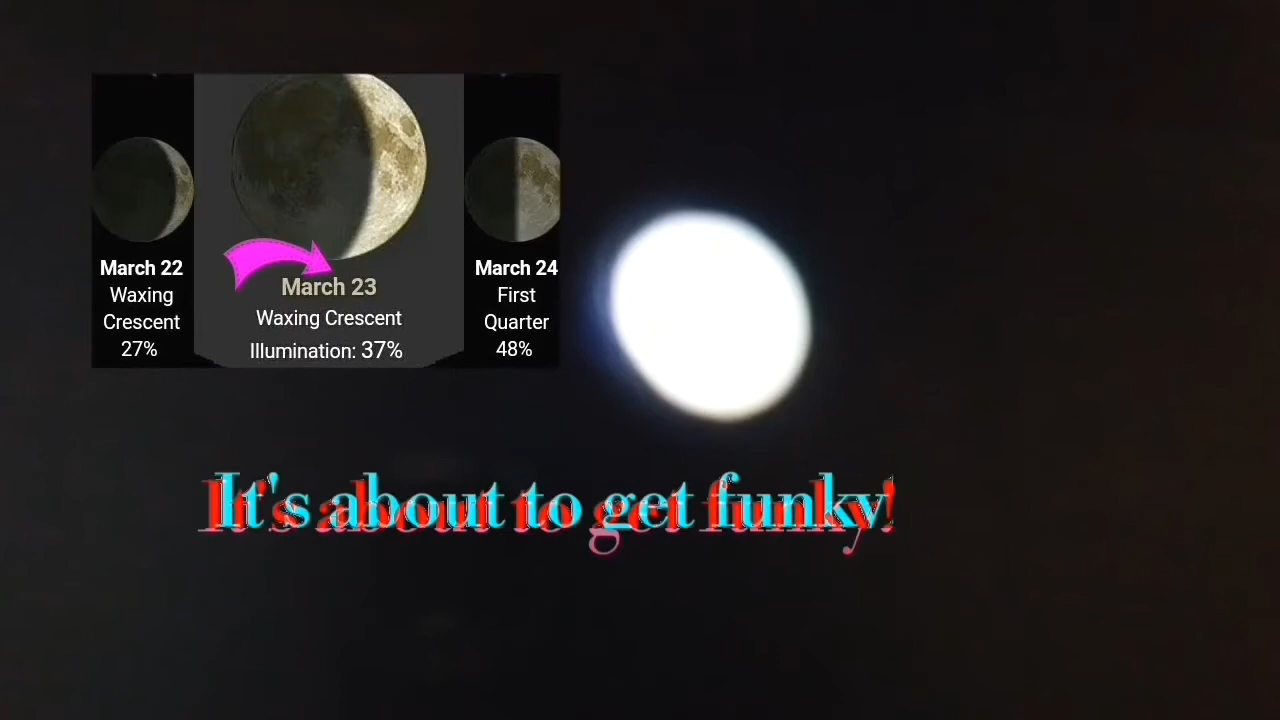 March 22
Waxing
Crescent
27%
March 23
Waxing Crescent
Illumination: 37%
March 24
First
Quarter
48%
It's about to get funky!